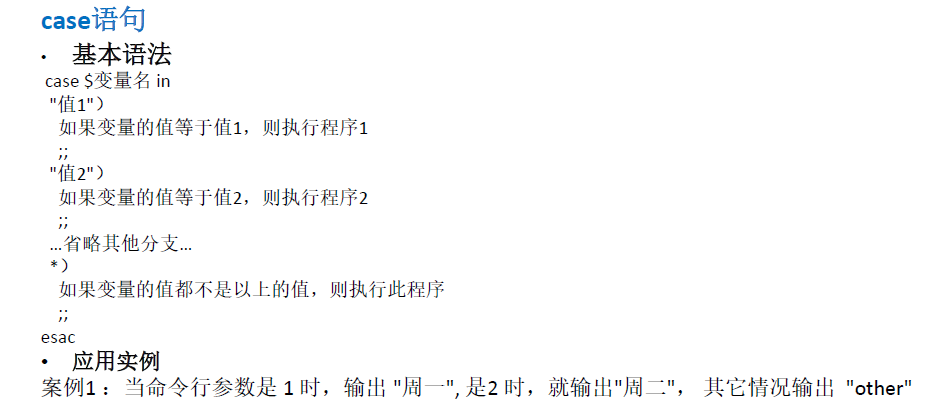 case语句
• 基本语法
case $变量名 in
"值1"）
如果变量的值等于值1，则执行程序1
;;
"值2"）
如果变量的值等于值2，则执行程序2
;;
…省略其他分支…
*）
如果变量的值都不是以上的值，则执行此程序
;;
esac
• 应用实例
案例1 ：当命令行参数是 1 时，输出 "周一", 是2 时，就输出"周二"， 其它情况输出 "other"